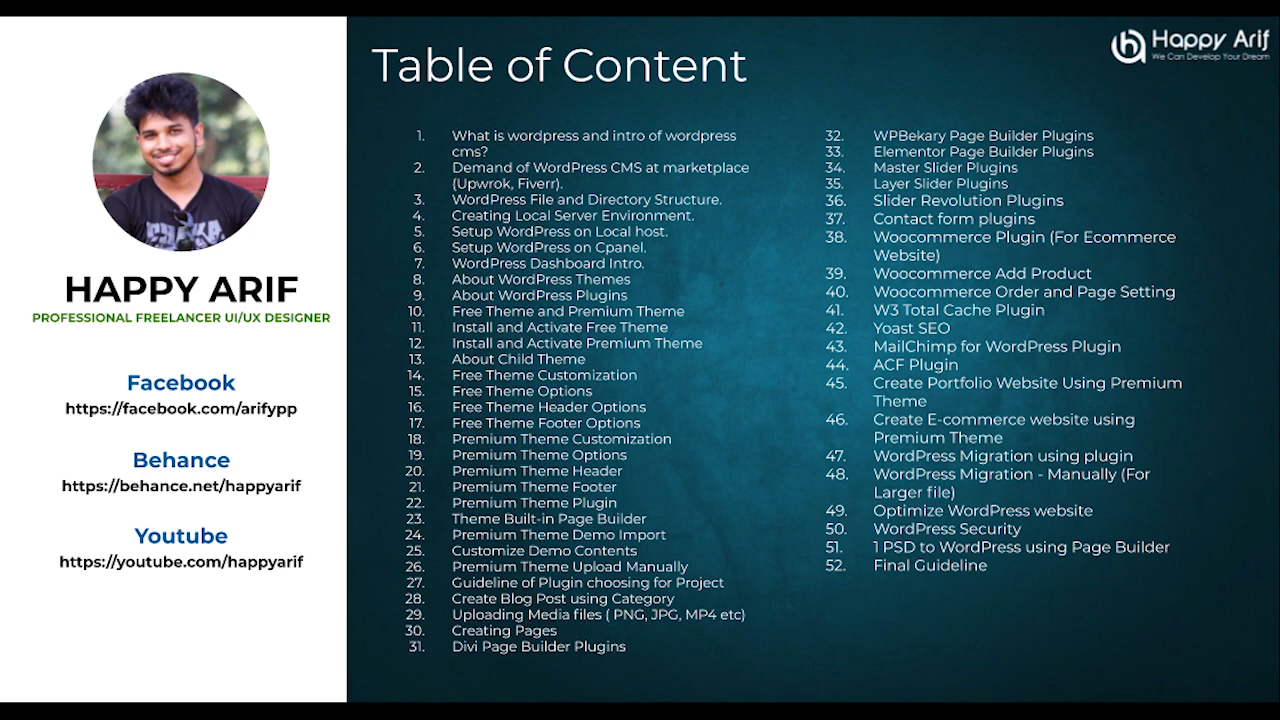 HAPPY ARIF
PROFESSIONAL FREELANCER UI/UX DESIGNER
Facebook
https://facebook.com/arifypp
Behance
https://behance.net/happyarif
Youtube
https://youtube.com/happyarif
Table of Content
Happy Arif
We Can Develop Your Dream
1. What is wordpress and intro of wordpress
cms?
2. Demand of WordPress CMS at marketplace
(Upwrok, Fiverr).
3. WordPress File and Directory Structure.
4. Creating Local Server Environment.
5. Setup WordPress on Local host.
6. Setup WordPress on Cpanel.
7. WordPress Dashboard Intro.
8. About WordPress Themes
9. About WordPress Plugins
10. Free Theme and Premium Theme
11. Install and Activate Free Theme
12. Install and Activate Premium Theme
13. About Child Theme
14. Free Theme Customization
15. Free Theme Options
16. Free Theme Header Options
17. Free Theme Footer Options
18. Premium Theme Customization
19. Premium Theme Options
20. Premium Theme Header
21. Premium Theme Footer
22. Premium Theme Plugin
23. Theme Built-in Page Builder
24. Premium Theme Demo Import
25. Customize Demo Contents
26. Premium Theme Upload Manually
27. Guideline of Plugin choosing for Project
28. Create Blog Post using Category
29. Uploading Media files ( PNG, JPG, MP4 etc)
30. Creating Pages
31. Divi Page Builder Plugins
32. WPBekary Page Builder Plugins
33. Elementor Page Builder Plugins
34. Master Slider Plugins
35. Layer Slider Plugins
36. Slider Revolution Plugins
37. Contact form plugins
38. Woocommerce Plugin (For Ecommerce
Website)
39. Woocommerce Add Product
40. Woocommerce Order and Page Setting
41. W3 Total Cache Plugin
42. Yoast SEO
43. MailChimp for WordPress Plugin
44. ACF Plugin
45. Create Portfolio Website Using Premium
Theme
46. Create E-commerce website using
Premium Theme
47. WordPress Migration using plugin
48. WordPress Migration - Manually (For
Larger file)
49. Optimize WordPress website
50. WordPress Security
51. 1 PSD to WordPress using Page Builder
52. Final Guideline